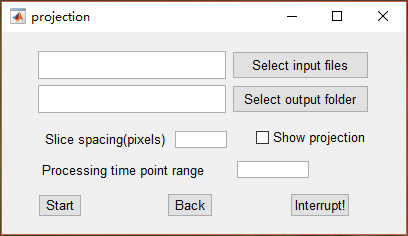 projection
Select input files
Select output folder
Slice spacing(pixels)
Show projection
Processing time point range
Start
Back
Interrupt!